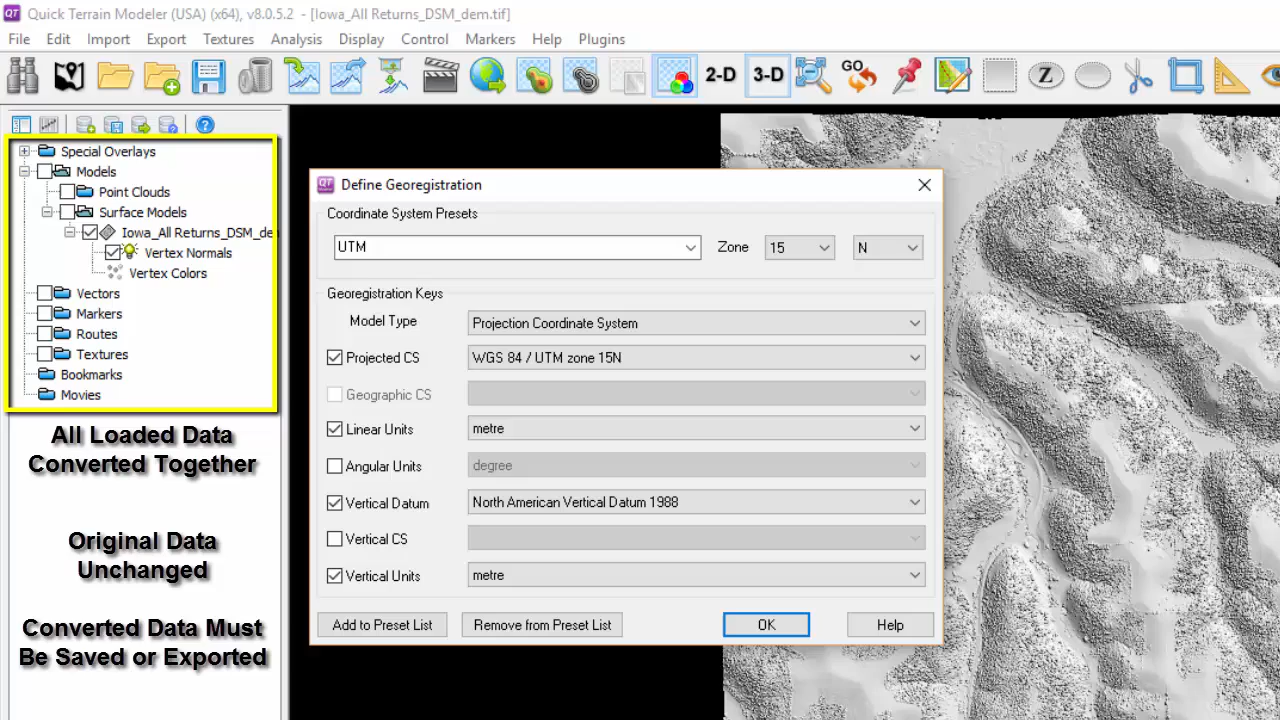 QT Quick Terrain Modeler (USA) (x64), v8.0.5.2 - [Iowa_All Returns_DSM_dem.tif]
File Edit Import Export Textures Analysis Display Control Markers Help Plugins
2-D 3-D GO Z
?
Special Overlays
Models
Point Clouds
Surface Models
Iowa_All Returns_DSM_de
Vertex Normals
Vertex Colors
Vectors
Markers
Routes
Textures
Bookmarks
Movies
All Loaded Data
Converted Together
Original Data
Unchanged
Converted Data Must
Be Saved or Exported
QT Define Georegistration
Coordinate System Presets
UTM Zone 15 N
Georegistration Keys
Model Type Projection Coordinate System
Projected CS WGS 84 / UTM zone 15N
Geographic CS
Linear Units metre
Angular Units degree
Vertical Datum North American Vertical Datum 1988
Vertical CS
Vertical Units metre
Add to Preset List Remove from Preset List OK Help